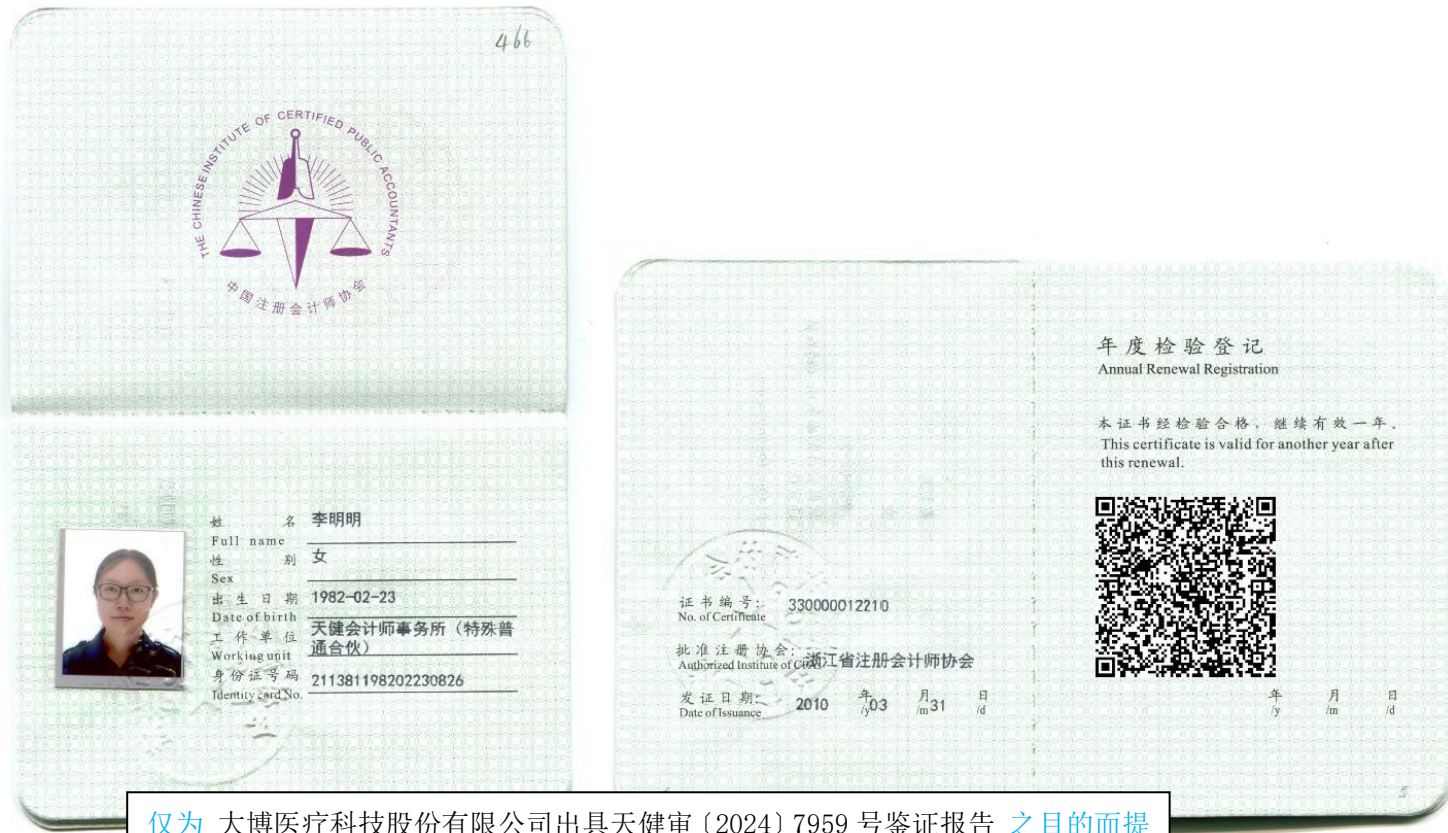 466
THE CHINESE INSTITUTE OF CERTIFIED PUBLIC ACCOUNTANTS
中国注册会计师协会
姓 名 李明明
Full name
性 别 女
Sex
出生日期 1982-02-23
Date of birth
工作单位 天健会计师事务所（特殊普
Working unit 通合伙）
身份证号码 211381198202230826
Identity card No.
证书编号: 330000012210
No. of Certificate
批准注册协会: 浙江省注册会计师协会
Authorized Institute of CPAs
发证日期: 2010 年 03 月 31 日
Date of Issuance /y /m /d
年度检验登记
Annual Renewal Registration
本证书经检验合格，继续有效一年。
This certificate is valid for another year after
this renewal.
年 月 日
/y /m /d
5
仅为 大博医疗科技股份有限公司出具天健审〔2024〕7959 号鉴证报告 之目的而提